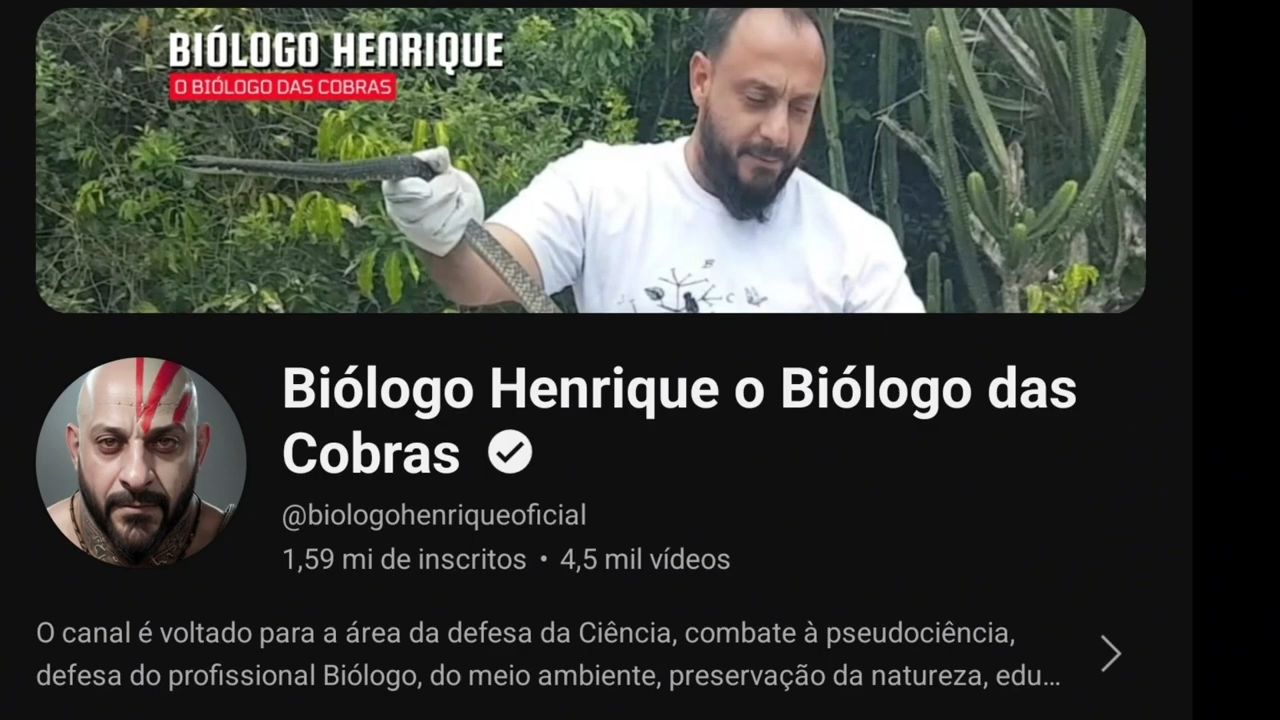 BIÓLOGO HENRIQUE
O BIÓLOGO DAS COBRAS
Biólogo Henrique o Biólogo das
Cobras
@biologohenriqueoficial
1,59 mi de inscritos • 4,5 mil vídeos
O canal é voltado para a área da defesa da Ciência, combate à pseudociência,
defesa do profissional Biólogo, do meio ambiente, preservação da natureza, edu...